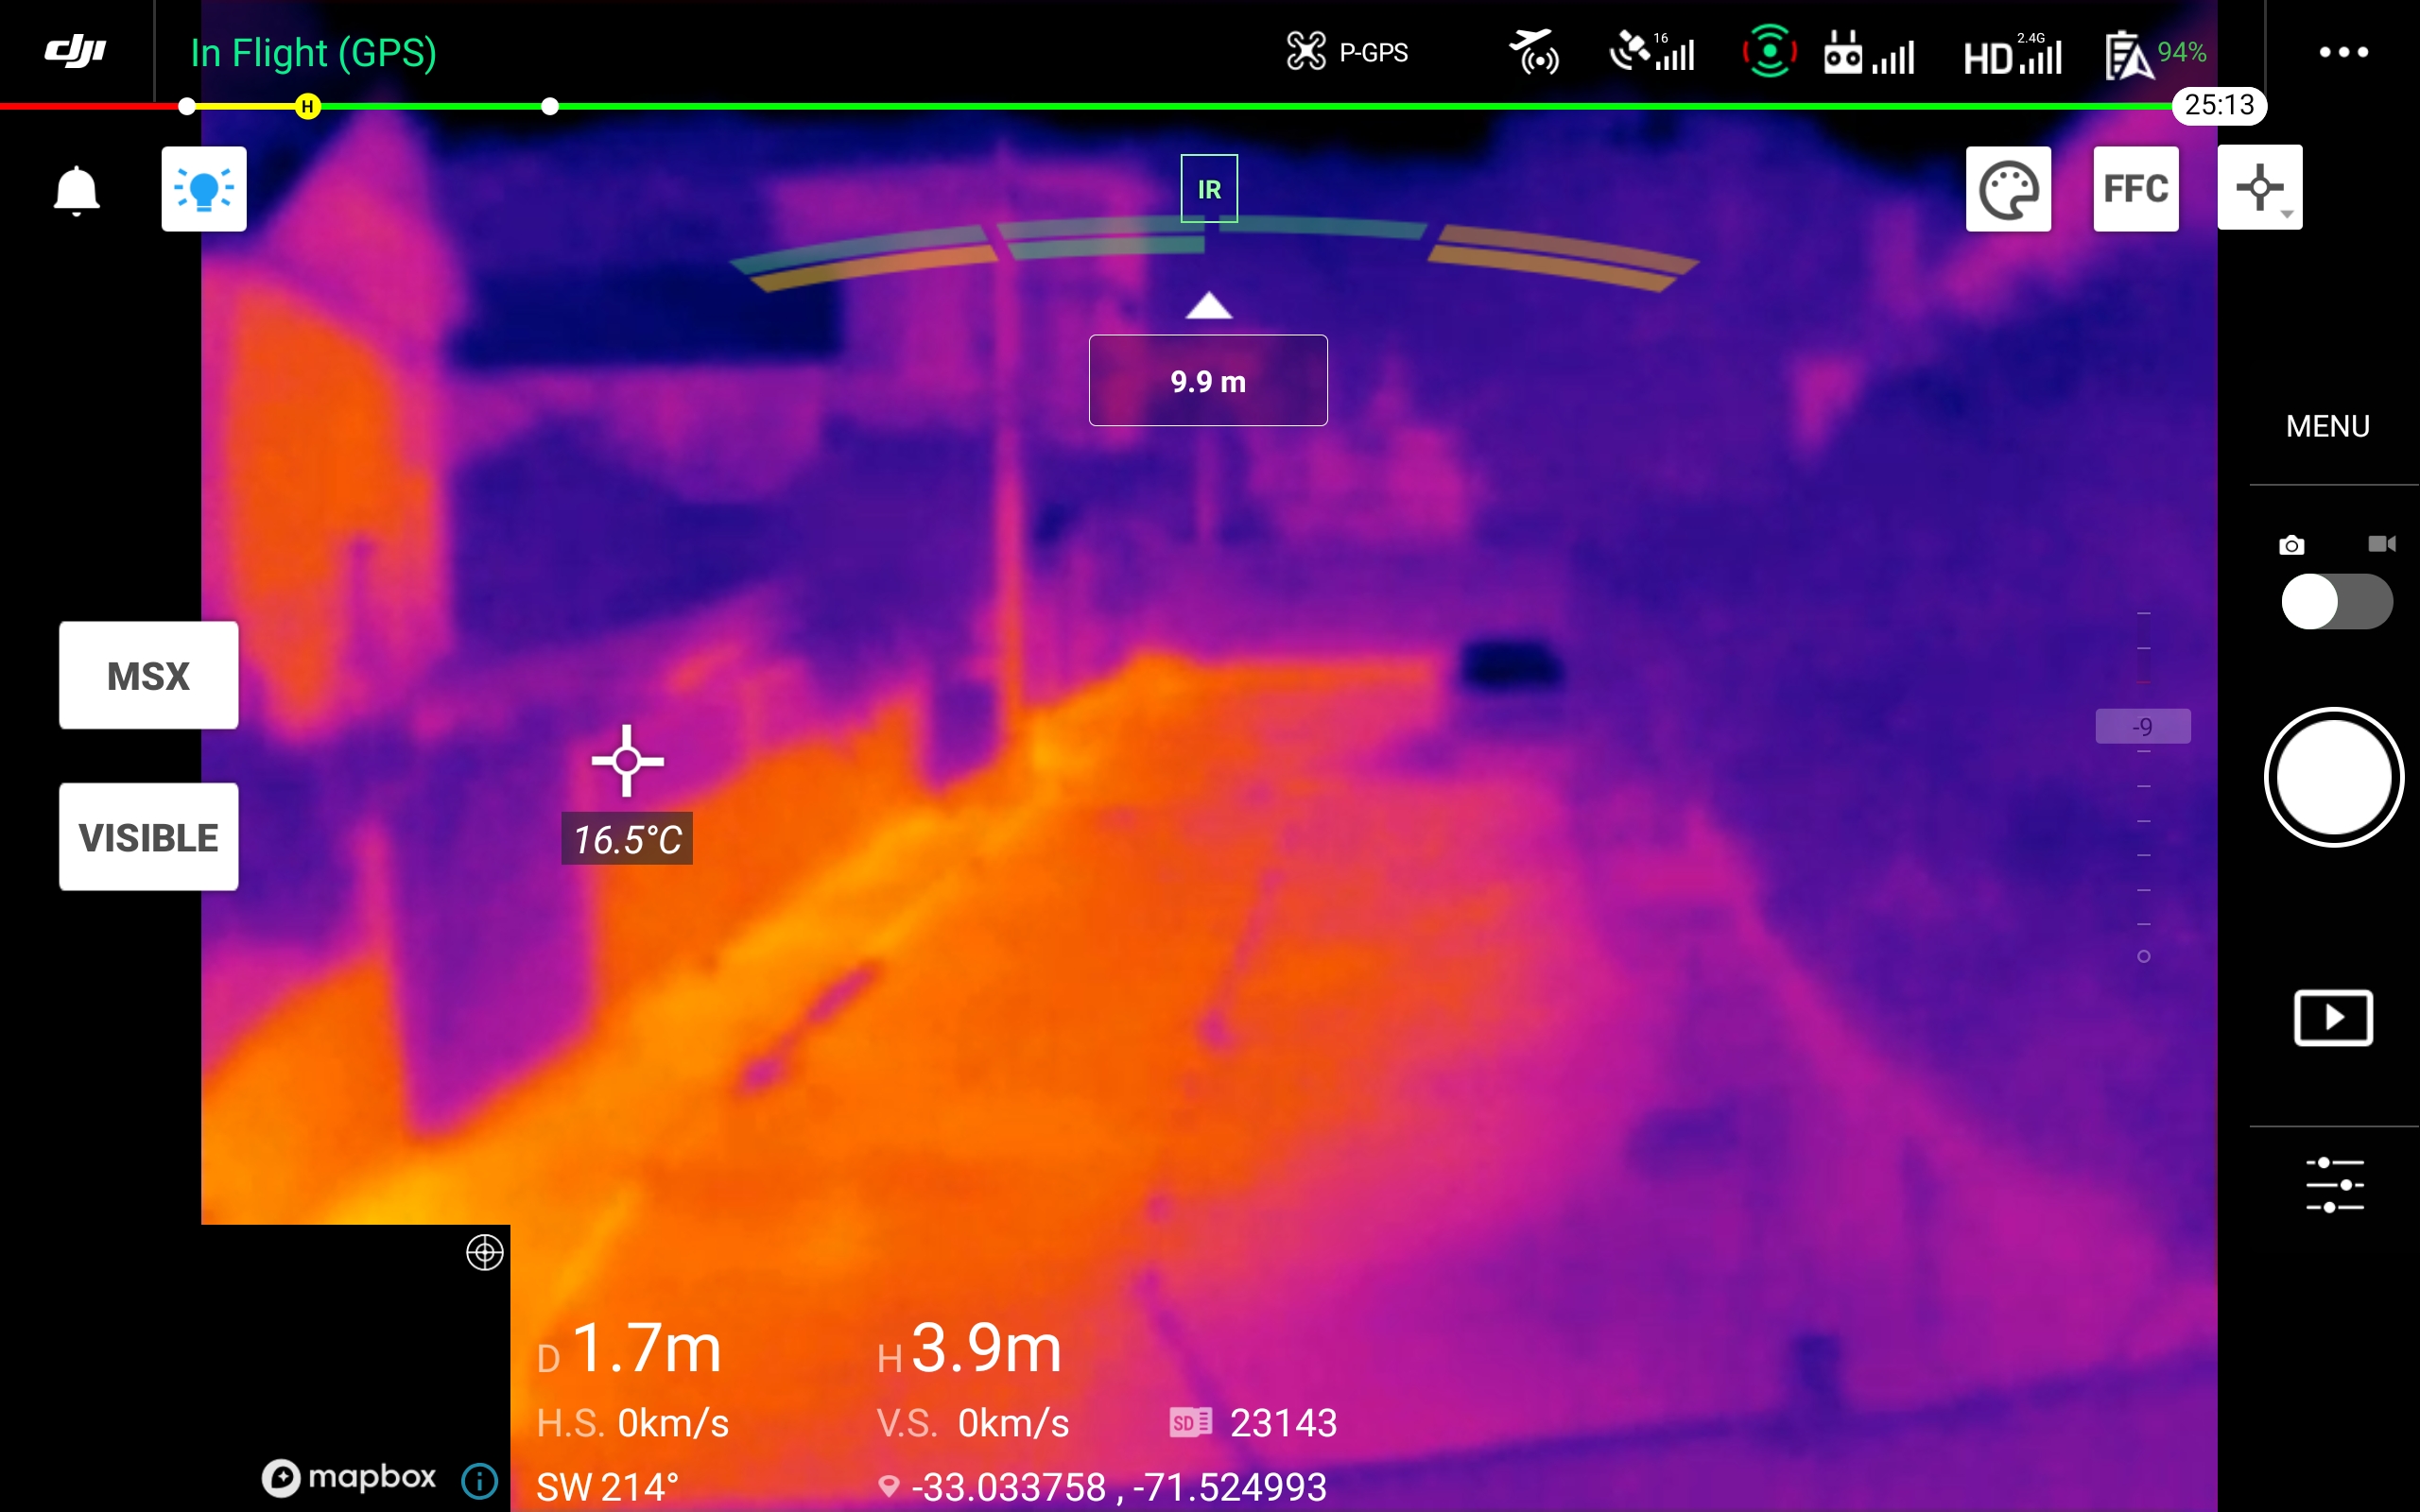 dji
In Flight (GPS)
P-GPS
16
HD 2.4G
94%
H
25:13
IR
FFC
9.9 m
MENU
MSX
-9
16.5°C
VISIBLE
D 1.7m H 3.9m
H.S. 0km/s V.S. 0km/s SD 23143
mapbox i
SW 214° -33.033758 , -71.524993